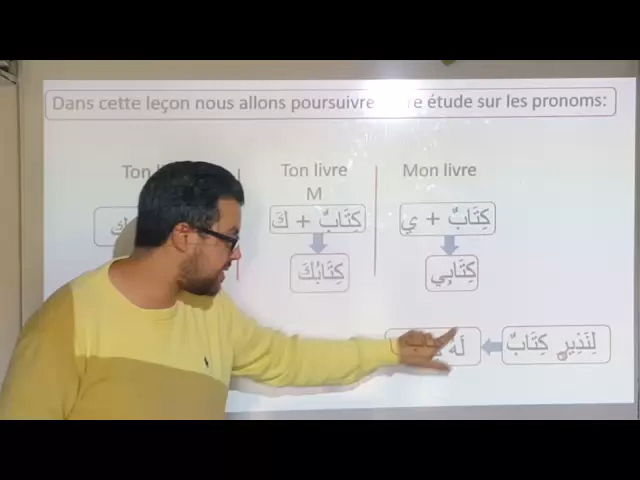 Dans cette leçon nous allons poursuivre étude sur les pronoms:
Ton livre Mon livre
M
كِتَابٌ + كَ كِتَابٌ + ي
كِتَابُكَ كِتَابِي
لِنَذِيرٍ كِتَابٌ لَهُ